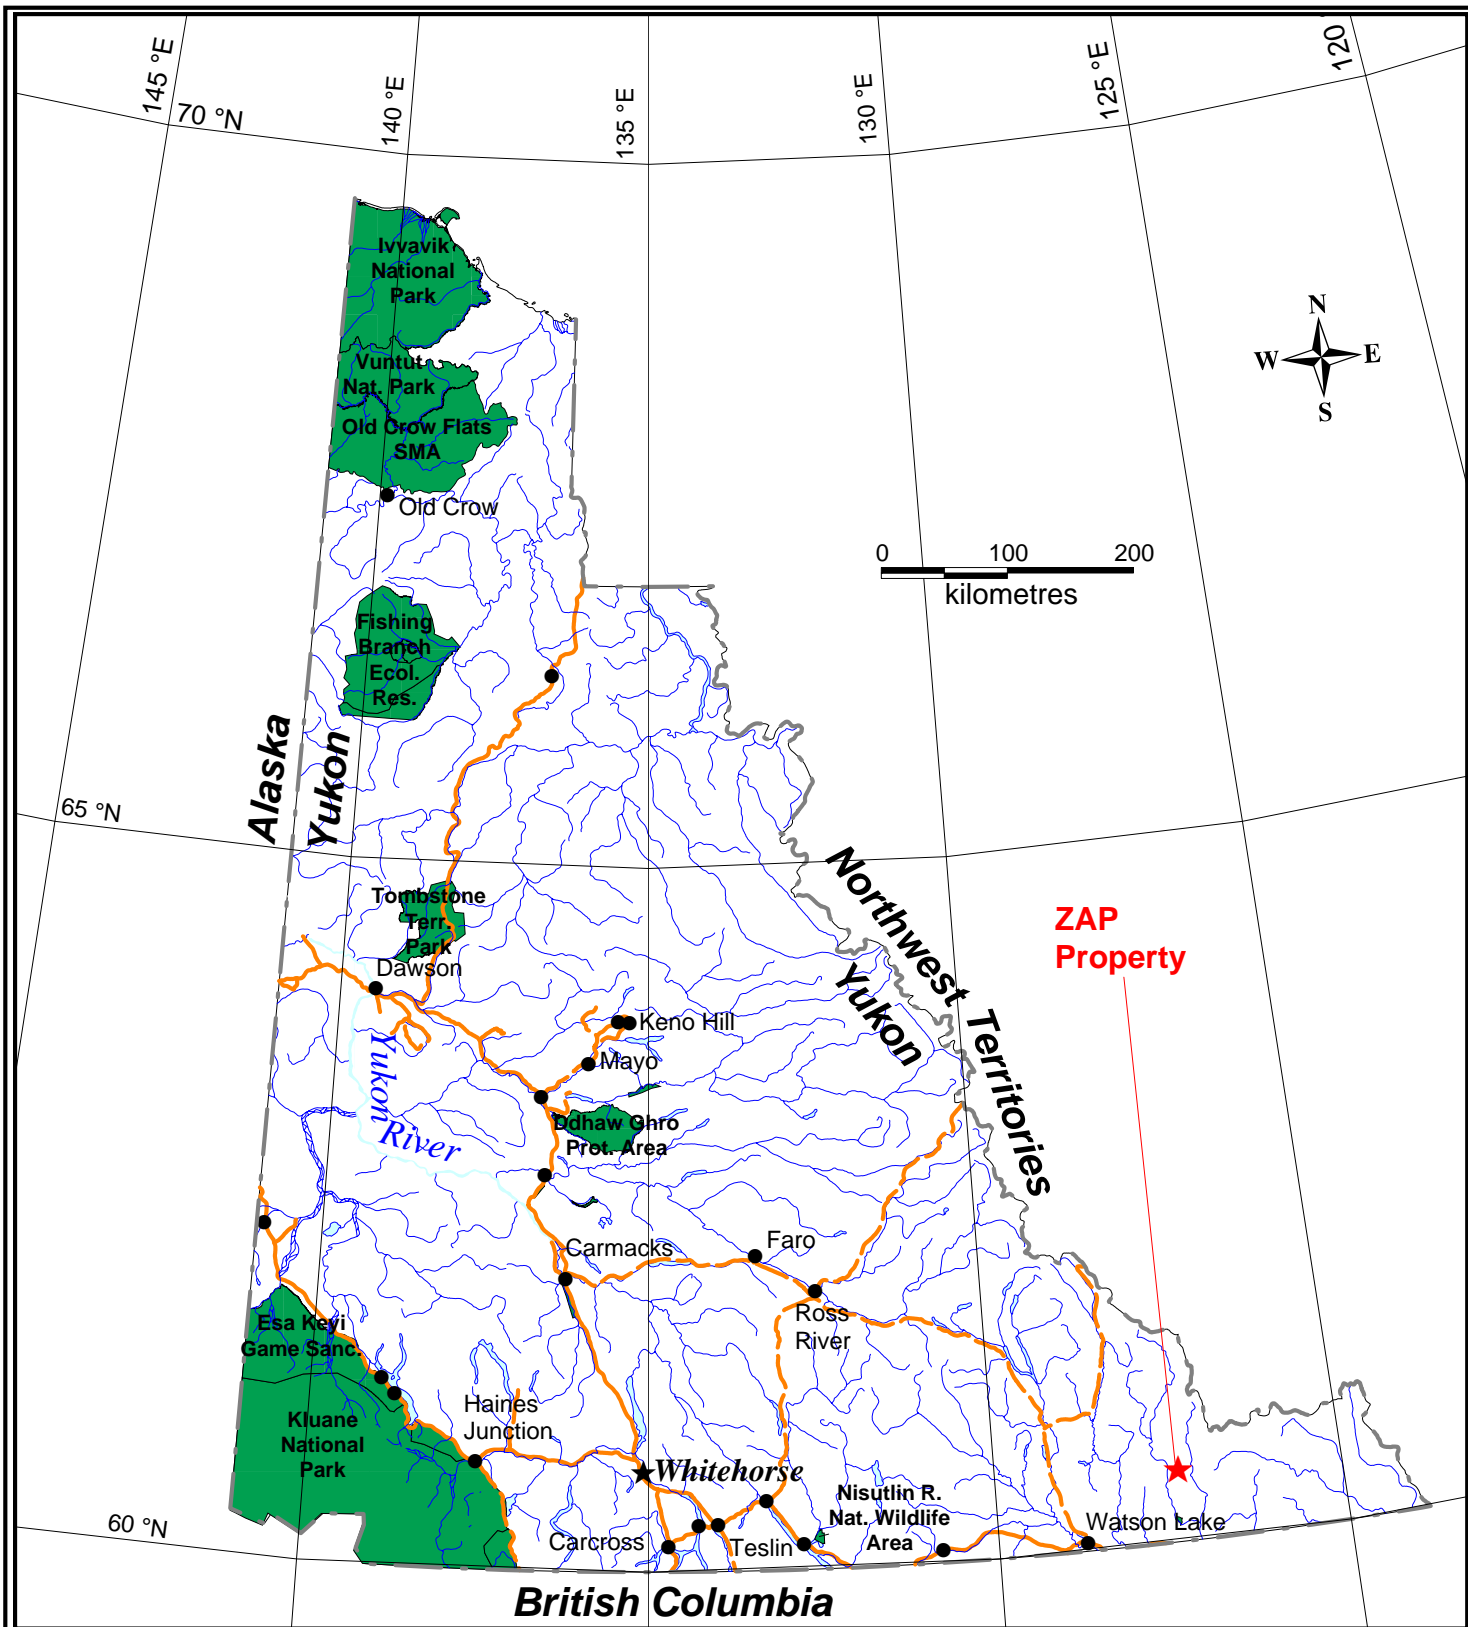 145 °E
140 °E
135 °E
130 °E
125 °E
120
70 °N
Ivvavik
National
Park
N
W E
S
Vuntut
Nat. Park
Old Crow Flats
SMA
Old Crow
0 100 200
kilometres
Fishing
Branch
Ecol.
Res.
Alaska
Yukon
65 °N
Northwest Territories
Yukon
Tombstone
Terr.
Park
Dawson
ZAP
Property
Keno Hill
Mayo
Yukon
River
Ddhaw Ghro
Prot. Area
Carmacks
Faro
Ross
River
Esa Keyi
Game Sanc.
Kluane
National
Park
Haines
Junction
Whitehorse
Nisutlin R.
Nat. Wildlife
Area
60 °N
Carcross
Teslin
Watson Lake
British Columbia